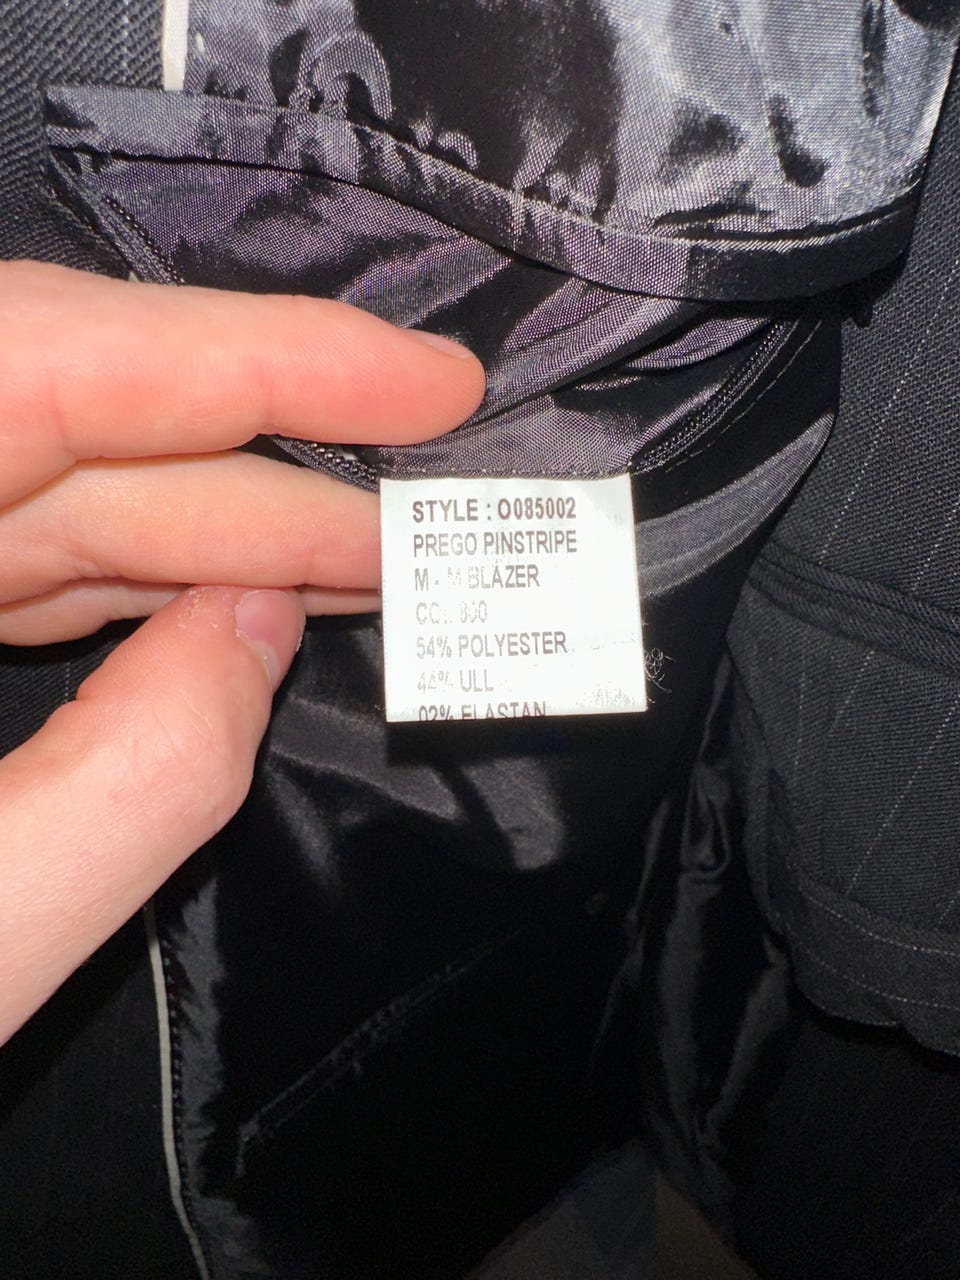 STYLE : O085002
PREGO PINSTRIPE
M - M BLAZER
54% POLYESTER
44% ULL
02% ELASTAN